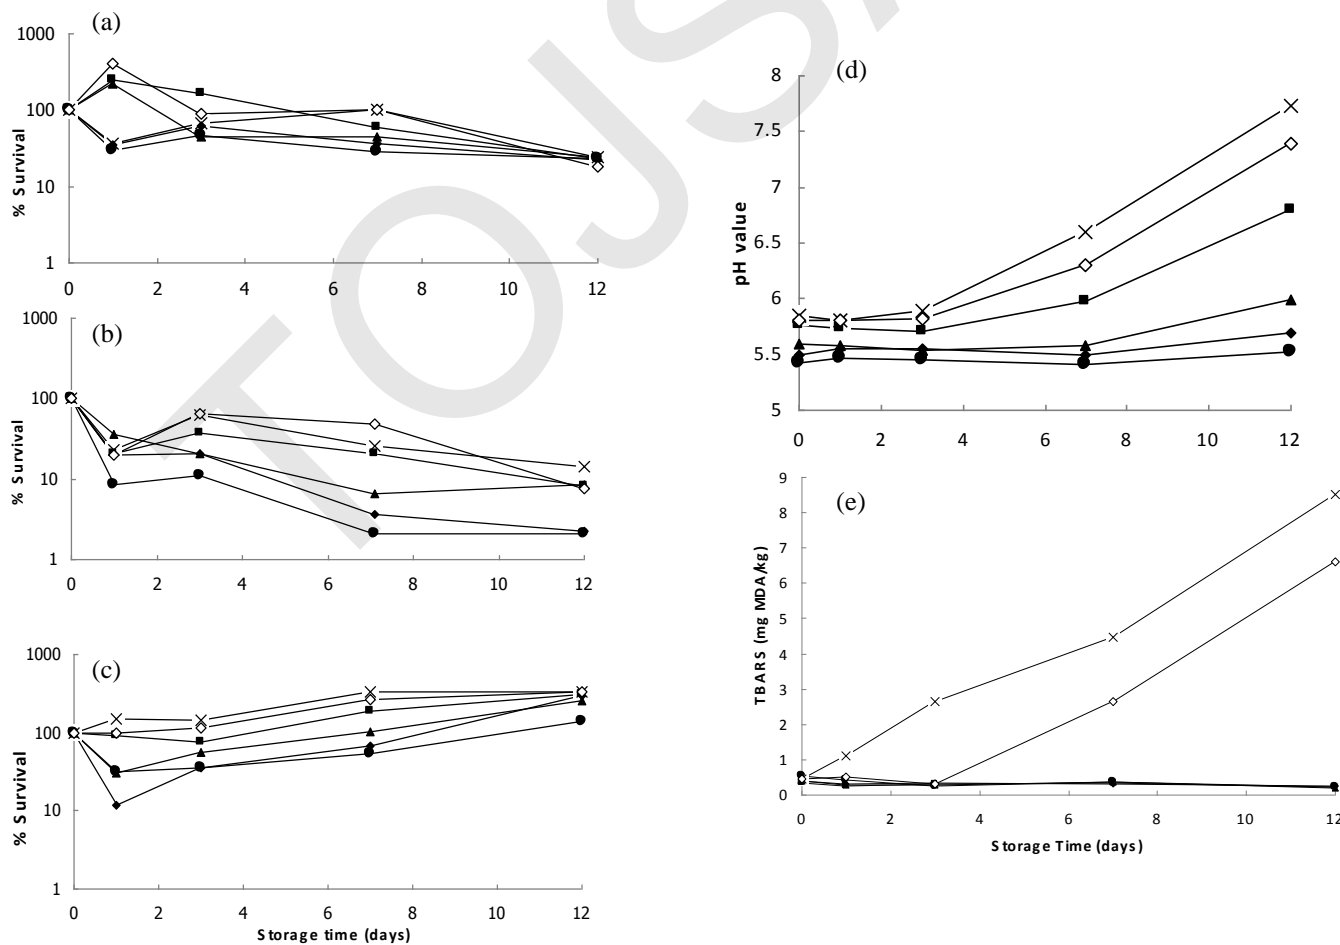 (a)
% Survival
1000
100
10
1
0 2 4 6 8 10 12
(b)
% Survival
1000
100
10
1
0 2 4 6 8 10 12
(c)
% Survival
1000
100
10
1
0 2 4 6 8 10 12
Storage time (days)
(d)
pH value
8
7.5
7
6.5
6
5.5
5
0 2 4 6 8 10 12
(e)
TBARS (mg MDA/kg)
9
8
7
6
5
4
3
2
1
0
0 2 4 6 8 10 12
Storage Time (days)
TOJSA